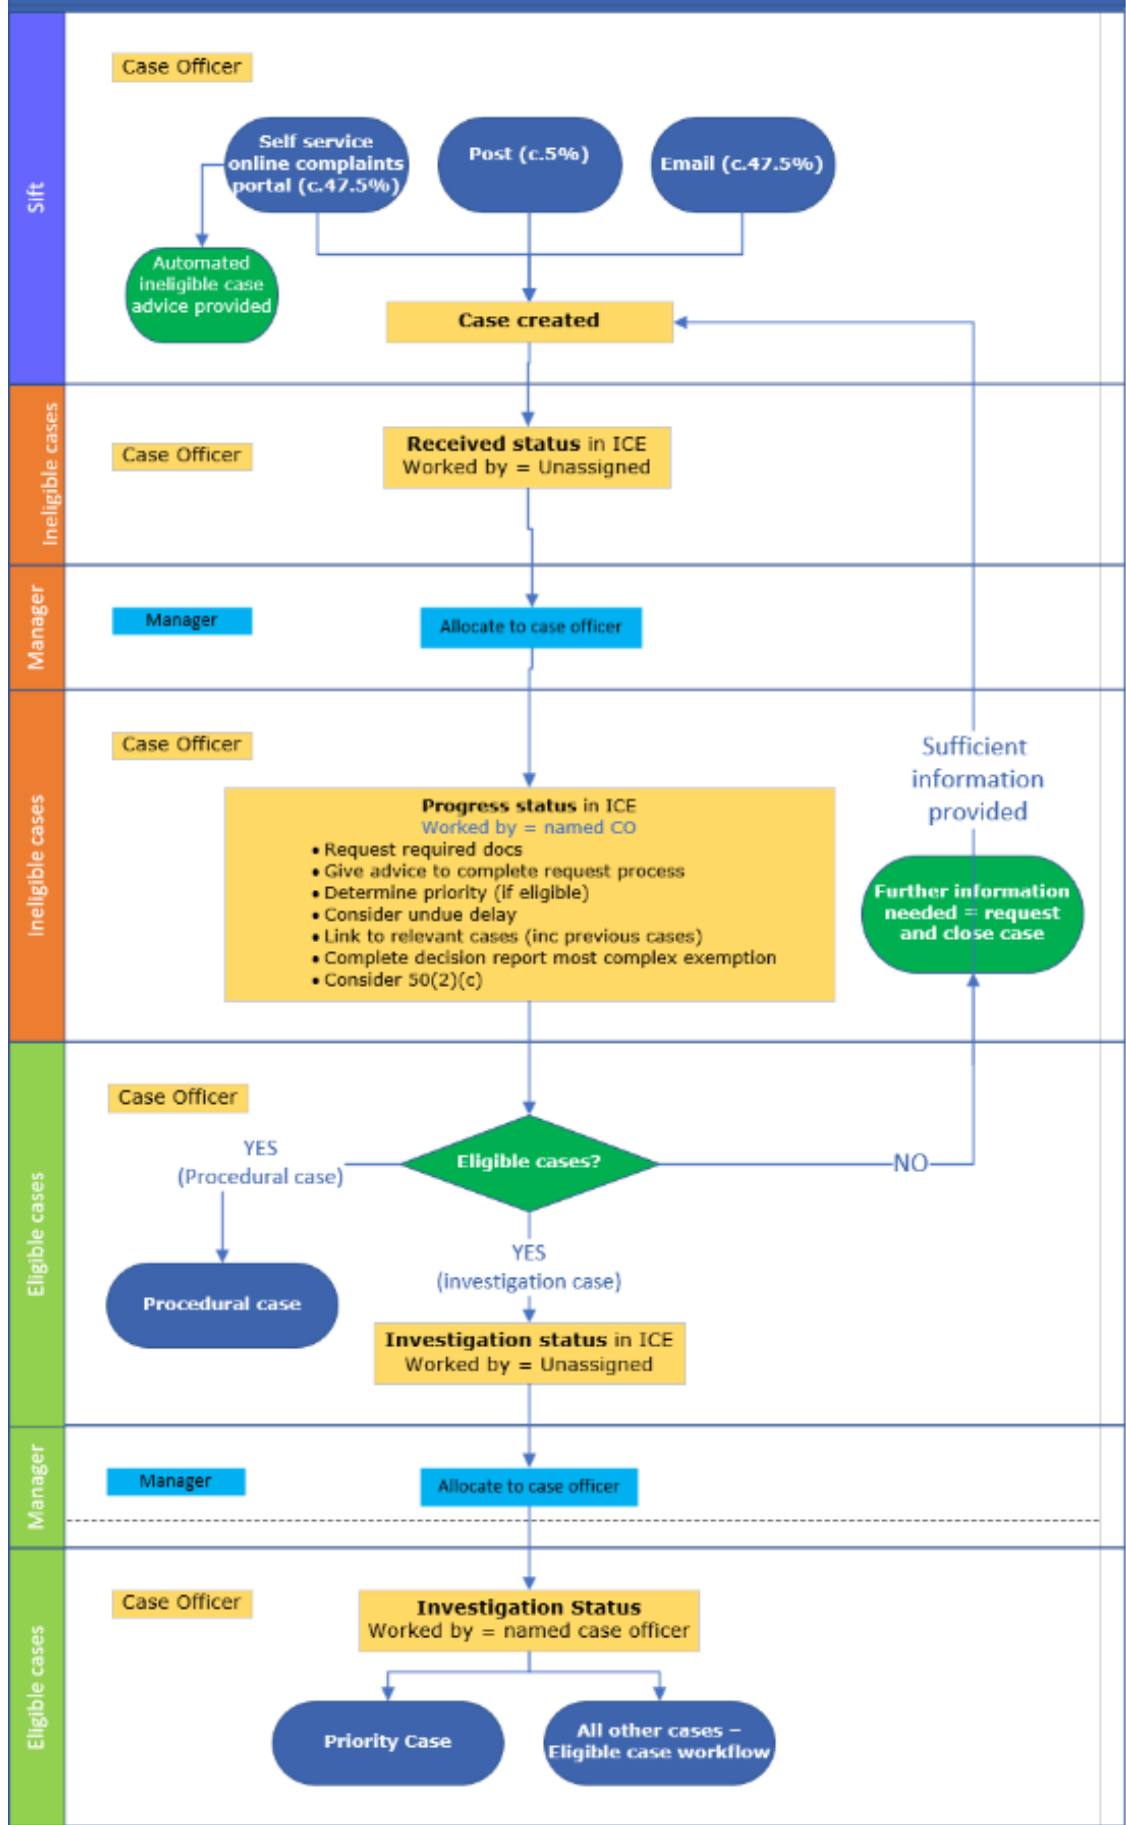 Sift
Case Officer
Self service
online complaints
portal (c.47.5%)
Post (c.5%)
Email (c.47.5%)
Automated
ineligible case
advice provided
Case created
Ineligible cases
Case Officer
Received status in ICE
Worked by = Unassigned
Manager
Manager
Allocate to case officer
Ineligible cases
Case Officer
Progress status in ICE
Worked by = named CO
• Request required docs
• Give advice to complete request process
• Determine priority (if eligible)
• Consider undue delay
• Link to relevant cases (inc previous cases)
• Complete decision report most complex exemption
• Consider 50(2)(c)
Sufficient
information
provided
Further information
needed = request
and close case
Eligible cases
Case Officer
Eligible cases?
YES
(Procedural case)
NO
Procedural case
YES
(investigation case)
Investigation status in ICE
Worked by = Unassigned
Manager
Manager
Allocate to case officer
Eligible cases
Case Officer
Investigation Status
Worked by = named case officer
Priority Case
All other cases –
Eligible case workflow